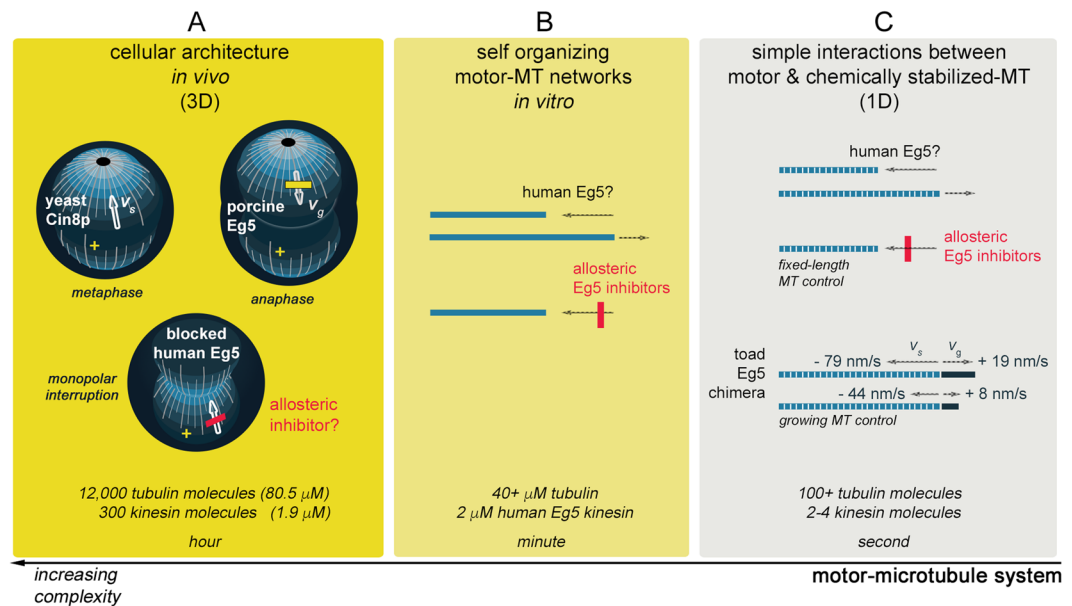 A
cellular architecture
in vivo
(3D)
yeast
Cin8p
vs
+
metaphase
porcine
Eg5
vg
+
anaphase
blocked
human Eg5
monopolar
interruption
+
allosteric
inhibitor?
12,000 tubulin molecules (80.5 μM)
300 kinesin molecules (1.9 μM)
hour
B
self organizing
motor-MT networks
in vitro
human Eg5?
allosteric
Eg5 inhibitors
40+ μM tubulin
2 μM human Eg5 kinesin
minute
C
simple interactions between
motor & chemically stabilized-MT
(1D)
human Eg5?
allosteric
Eg5 inhibitors
fixed-length
MT control
vs vg
toad
Eg5
- 79 nm/s + 19 nm/s
chimera
- 44 nm/s + 8 nm/s
growing MT control
100+ tubulin molecules
2-4 kinesin molecules
second
increasing
complexity
motor-microtubule system